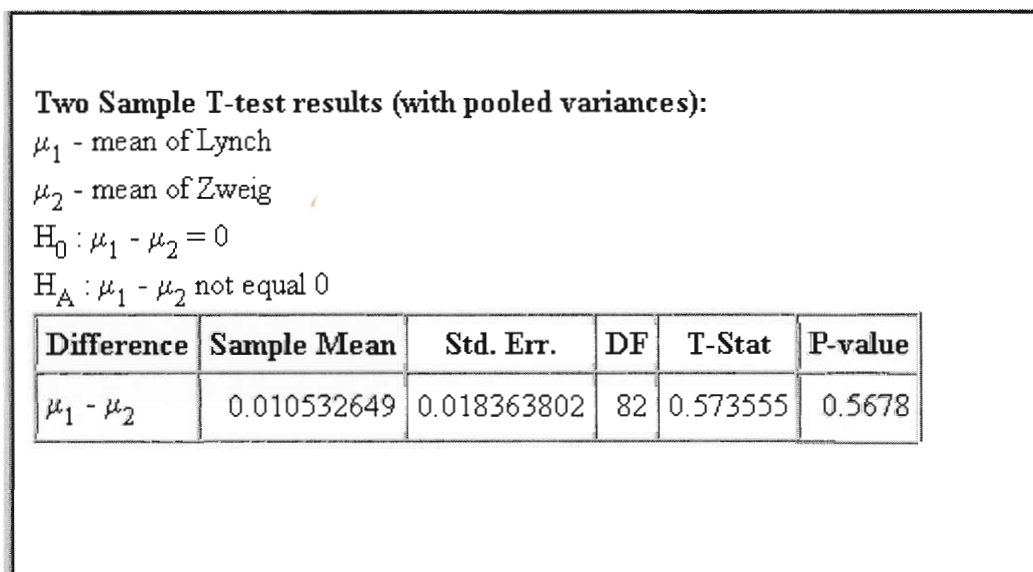 Two Sample T-test results (with pooled variances):
μ₁ - mean of Lynch
μ₂ - mean of Zweig
H₀ : μ₁ - μ₂ = 0
H_A : μ₁ - μ₂ not equal 0
Difference Sample Mean Std. Err. DF T-Stat P-value
μ₁ - μ₂ 0.010532649 0.018363802 82 0.573555 0.5678